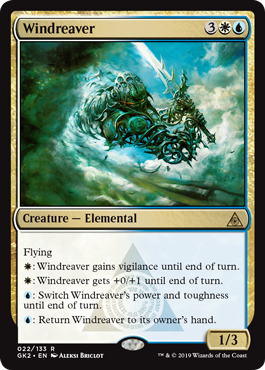 Windreaver 3
Creature — Elemental
Flying
: Windreaver gains vigilance until end of turn.
: Windreaver gets +0/+1 until end of turn.
: Switch Windreaver's power and toughness
until end of turn.
: Return Windreaver to its owner's hand.
1/3
022/133 R
GK2 • EN Aleksi Briclot
™ & © 2019 Wizards of the Coast